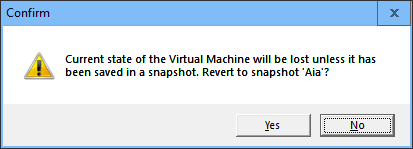 Confirm
Current state of the Virtual Machine will be lost unless it has
been saved in a snapshot. Revert to snapshot 'Aia'?
Yes
No